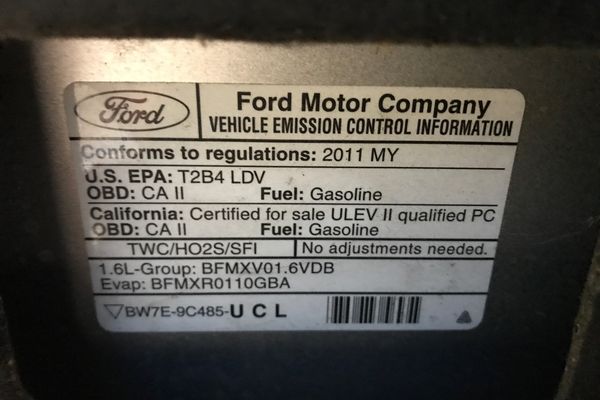 Ford
Ford Motor Company
VEHICLE EMISSION CONTROL INFORMATION
Conforms to regulations: 2011 MY
U.S. EPA: T2B4 LDV
OBD: CA II Fuel: Gasoline
California: Certified for sale ULEV II qualified PC
OBD: CA II Fuel: Gasoline
TWC/HO2S/SFI No adjustments needed.
1.6L-Group: BFMXV01.6VDB
Evap: BFMXR0110GBA
BW7E-9C485-U C L